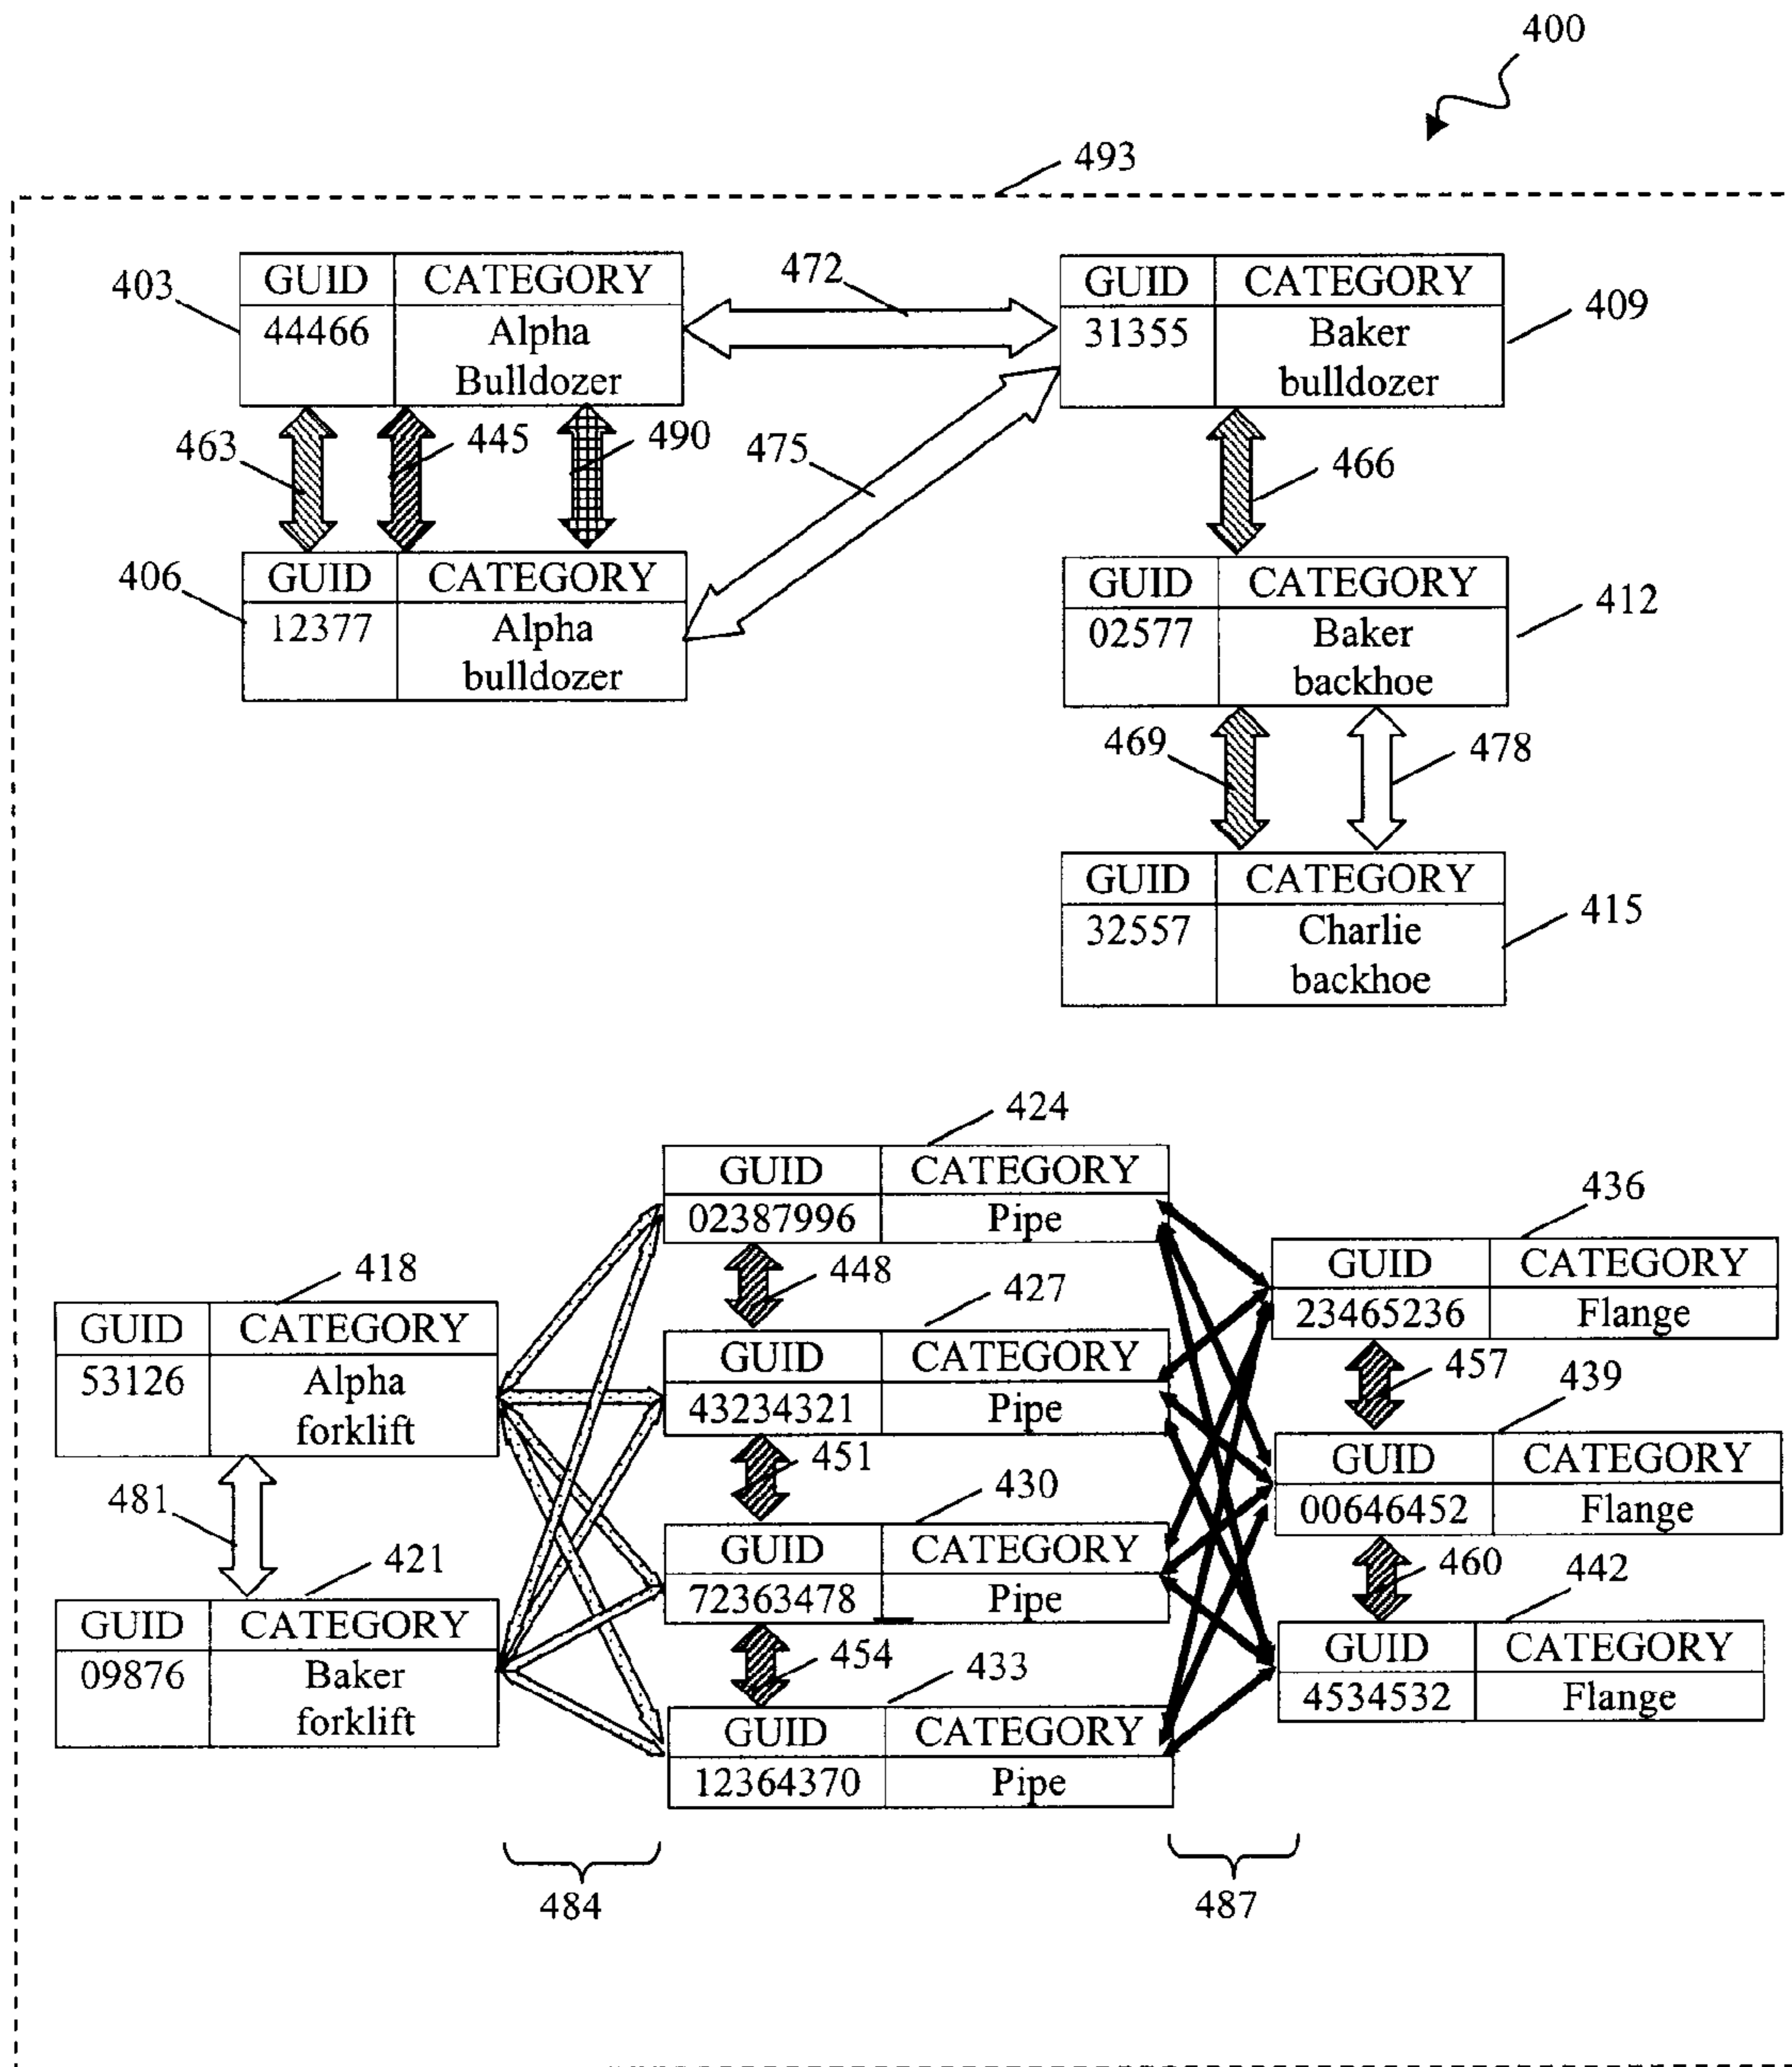 400
493
403
GUID CATEGORY
44466 Alpha
Bulldozer
472
GUID CATEGORY
31355 Baker
bulldozer
409
463
445
490
475
466
406
GUID CATEGORY
12377 Alpha
bulldozer
GUID CATEGORY
02577 Baker
backhoe
412
469
478
GUID CATEGORY
32557 Charlie
backhoe
415
424
GUID CATEGORY
02387996 Pipe
436
418
448
427
GUID CATEGORY
23465236 Flange
GUID CATEGORY
53126 Alpha
forklift
GUID CATEGORY
43234321 Pipe
457
439
481
451
430
GUID CATEGORY
00646452 Flange
421
GUID CATEGORY
72363478 Pipe
460
442
GUID CATEGORY
09876 Baker
forklift
454
433
GUID CATEGORY
4534532 Flange
GUID CATEGORY
12364370 Pipe
484
487